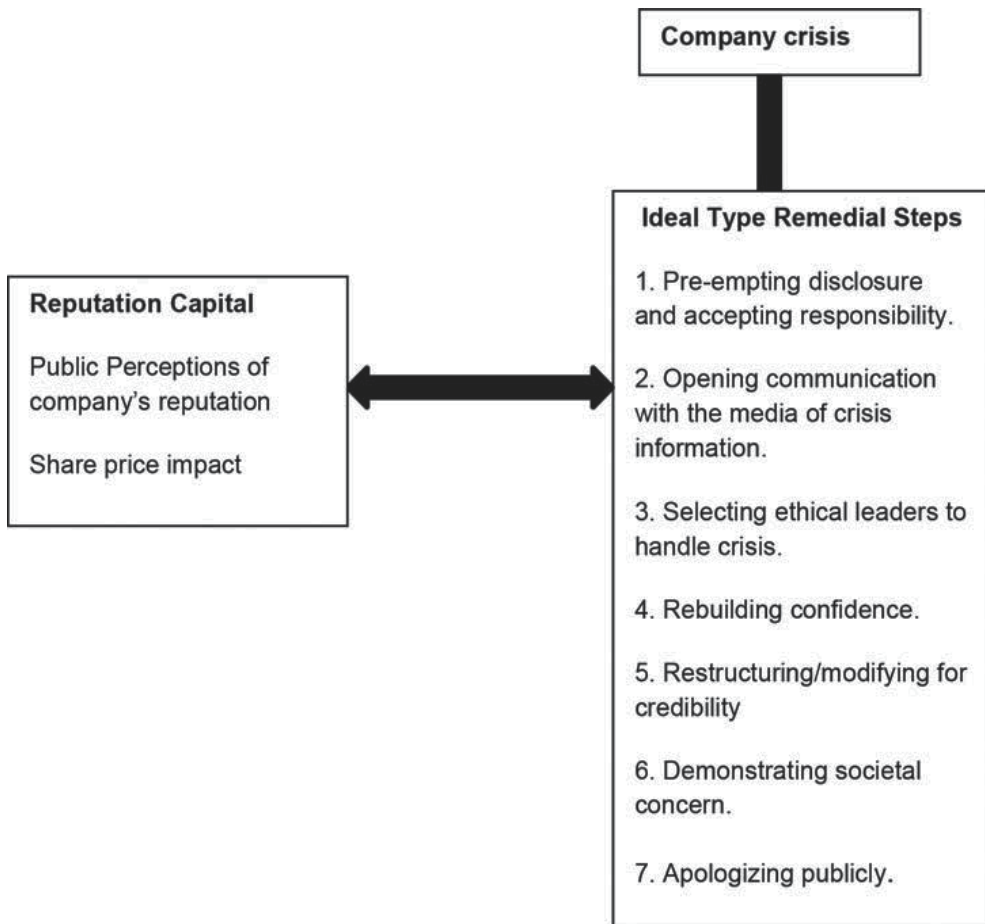 Company crisis
Ideal Type Remedial Steps
1. Pre-empting disclosure
and accepting responsibility.
2. Opening communication
with the media of crisis
information.
3. Selecting ethical leaders to
handle crisis.
4. Rebuilding confidence.
5. Restructuring/modifying for
credibility
6. Demonstrating societal
concern.
7. Apologizing publicly.
Reputation Capital
Public Perceptions of
company's reputation
Share price impact